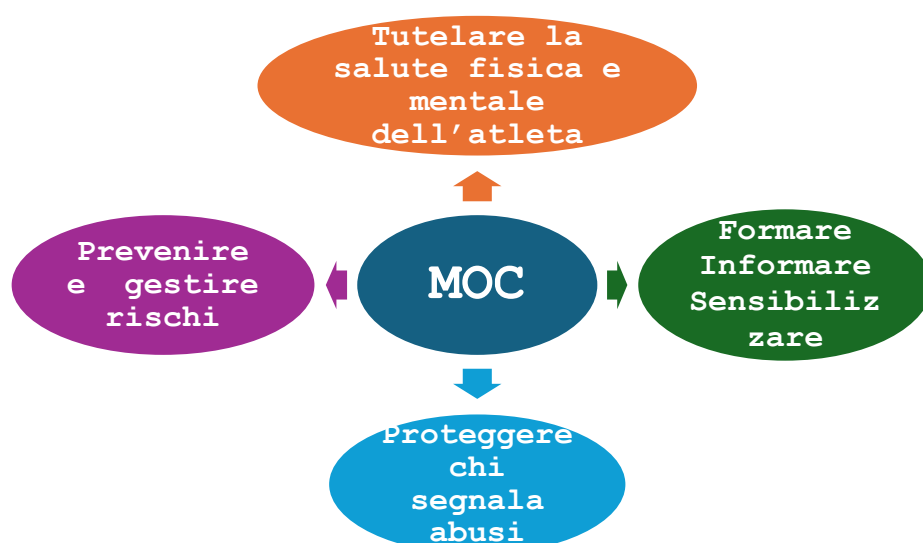 Tutelare la
salute fisica e
mentale
dell’atleta
Prevenire
e gestire
rischi
MOC
Formare
Informare
Sensibiliz
zare
Proteggere
chi
segnala
abusi